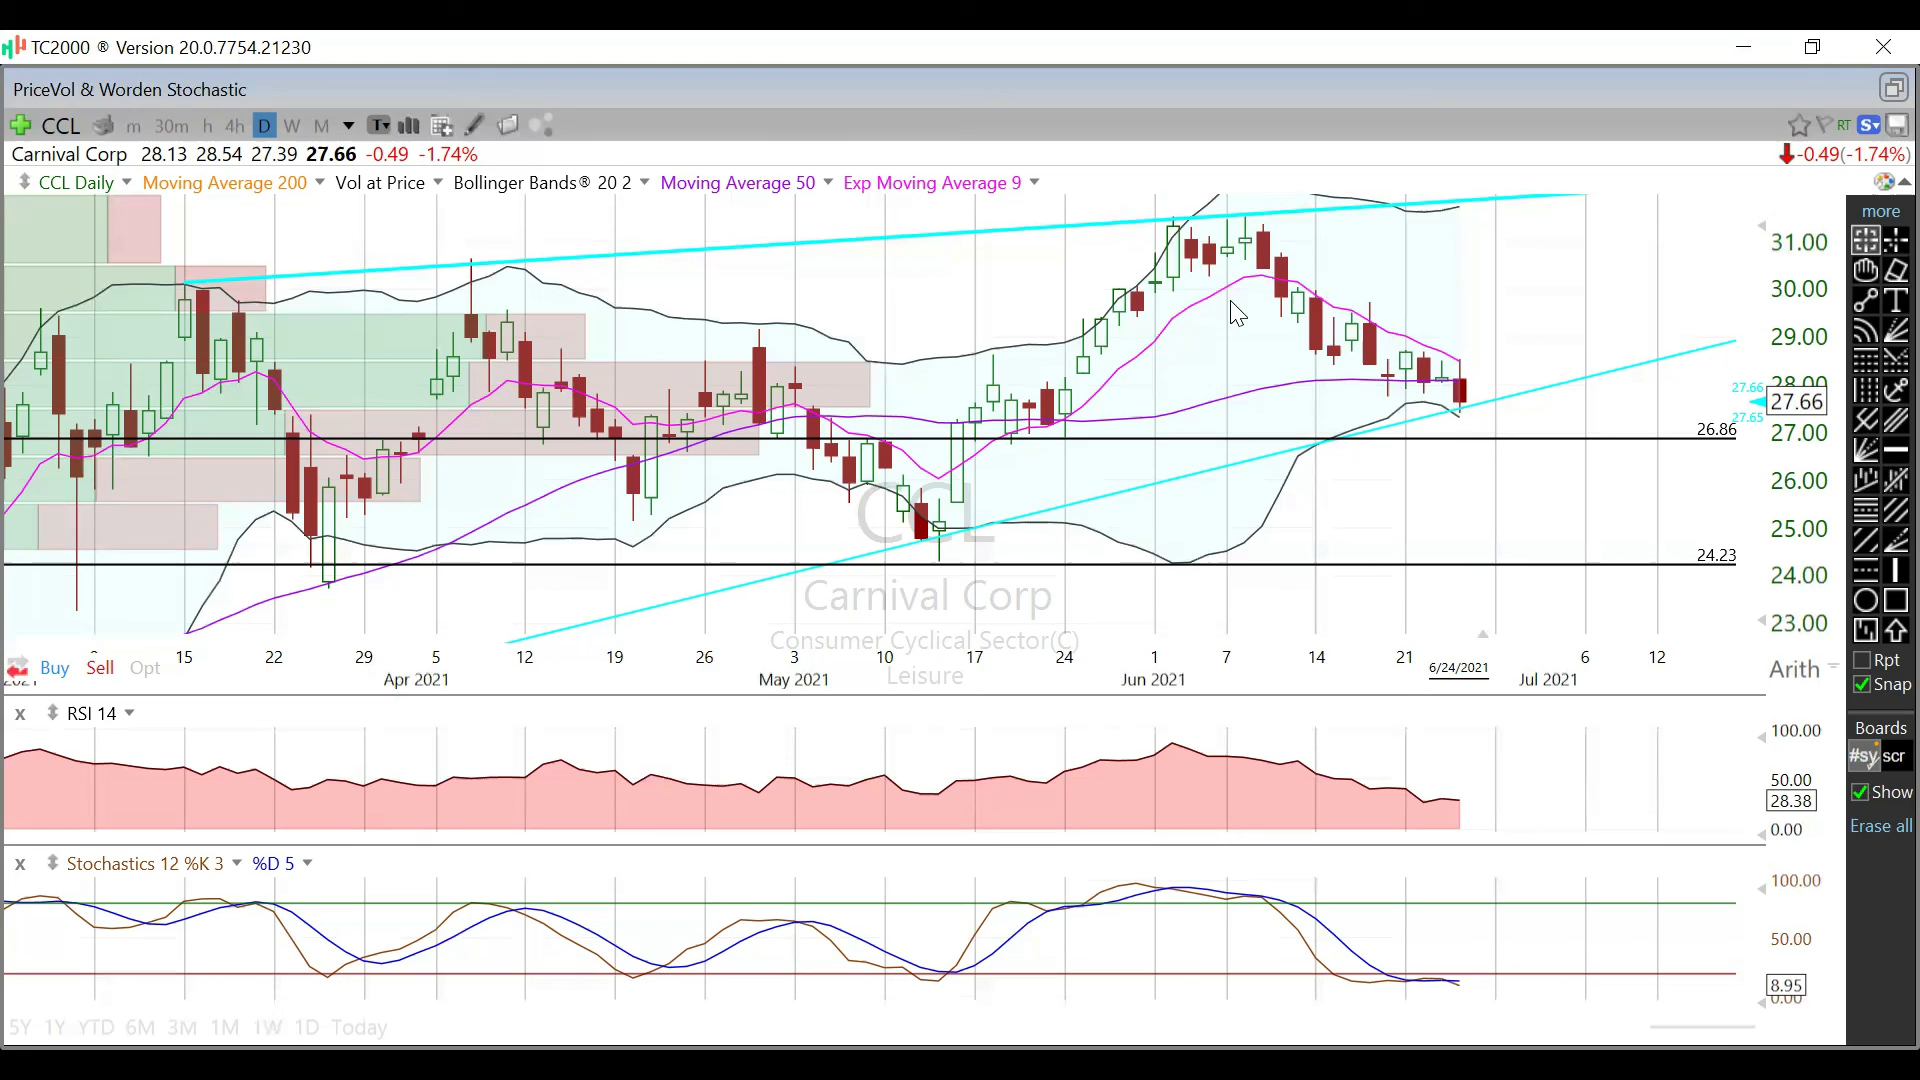 TC2000 ® Version 20.0.7754.21230
PriceVol & Worden Stochastic
CCL m 30m h 4h D W M T RT S
Carnival Corp 28.13 28.54 27.39 27.66 -0.49 -1.74% -0.49(-1.74%)
CCL Daily Moving Average 200 Vol at Price Bollinger Bands® 20 2 Moving Average 50 Exp Moving Average 9
more
31.00
30.00
29.00
28.00
27.66
27.66
27.65
26.86
27.00
26.00
25.00
24.23
24.00
23.00
CCL
Carnival Corp
Consumer Cyclical Sector(C)
Leisure
15 22 29 5 12 19 26 3 10 17 24 1 7 14 21 6/24/2021 6 12
2021 Apr 2021 May 2021 Jun 2021 Jul 2021
Buy Sell Opt
Arith
Rpt
Snap
Boards
#sy scr
Show
Erase all
x RSI 14
100.00
50.00
28.38
0.00
x Stochastics 12 %K 3 %D 5
100.00
50.00
8.95
0.00
5Y 1Y YTD 6M 3M 1M 1W 1D Today